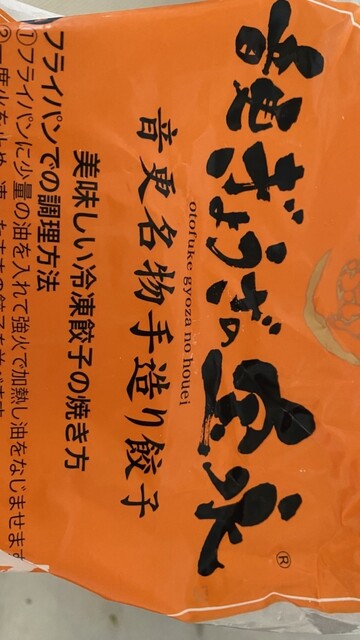 音更ぎょうざの宝永
®
otofuke gyoza no houei
音更名物手造り餃子
美味しい冷凍餃子の焼き方
フライパンでの調理方法
①フライパンに少量の油を入れて強火で加熱し油をなじませます